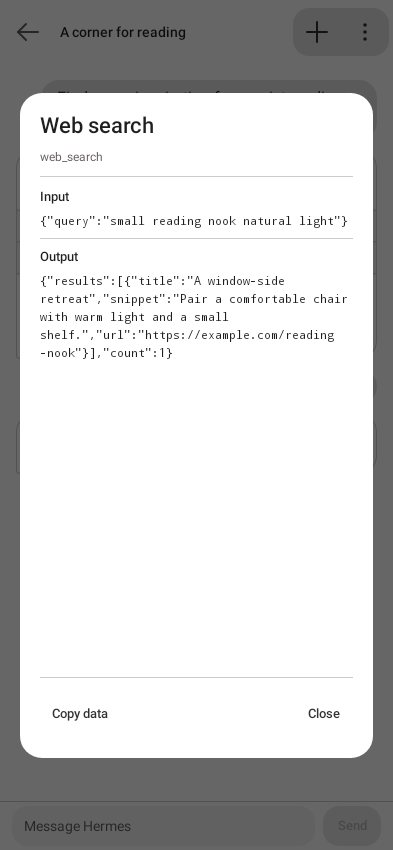 A corner for reading
Web search
web_search
Input
{"query":"small reading nook natural light"}
Output
{"results":[{"title":"A window-side
retreat","snippet":"Pair a comfortable chair
with warm light and a small
shelf.","url":"https://example.com/reading
-nook"}],"count":1}
Copy data
Close
Message Hermes
Send